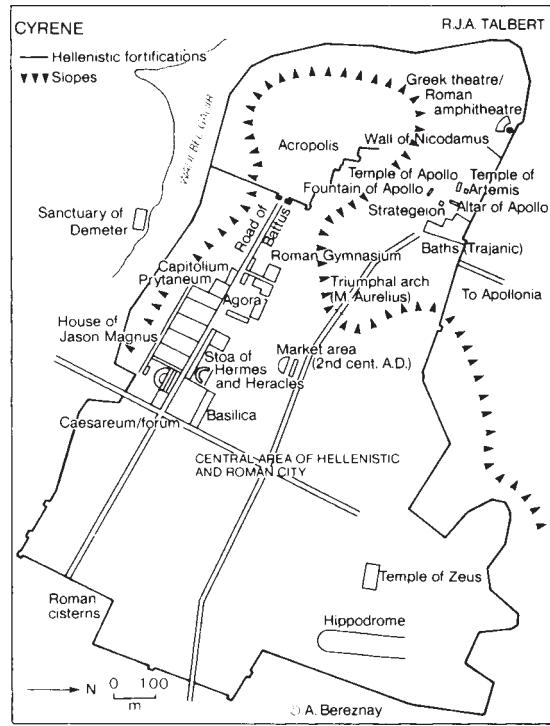 CYRENE
R.J.A. TALBERT
Hellenistic fortifications
Slopes
WADI BEL GADIR
Greek theatre/
Roman
amphitheatre
Acropolis
Wall of Nicodamus
Temple of Apollo
Temple of
Artemis
Fountain of Apollo
Strategeion
Altar of Apollo
Sanctuary of
Demeter
Road of
Battus
Roman Gymnasium
Baths (Trajanic)
Capitolium
Prytaneum
Agora
Triumphal arch
(M. Aurelius)
To Apollonia
House of
Jason Magnus
Stoa of
Hermes
and Heracles
Market area
(2nd cent. A.D.)
Caesareum/forum
Basilica
CENTRAL AREA OF HELLENISTIC
AND ROMAN CITY
Temple of Zeus
Roman
cisterns
Hippodrome
N
0 100
m
A. Bereznay